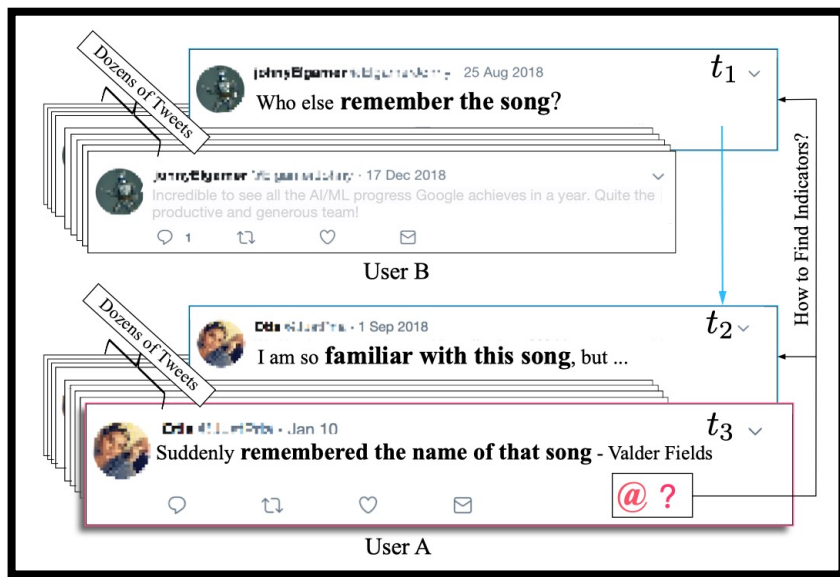 Dozens of Tweets
25 Aug 2018
t1
Who else remember the song?
17 Dec 2018
Incredible to see all the AI/ML progress Google achieves in a year. Quite the
productive and generous team!
1
User B
How to Find Indicators?
Dozens of Tweets
· 1 Sep 2018
t2
I am so familiar with this song, but ...
· Jan 10
t3
Suddenly remembered the name of that song - Valder Fields
@ ?
User A